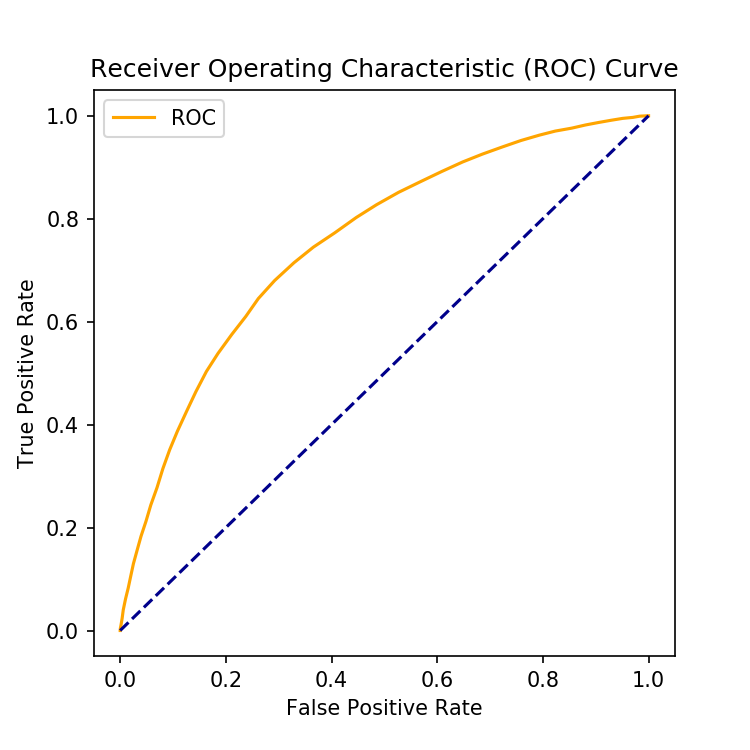 Receiver Operating Characteristic (ROC) Curve
ROC
1.0
0.8
0.6
0.4
0.2
0.0
True Positive Rate
0.0 0.2 0.4 0.6 0.8 1.0
False Positive Rate